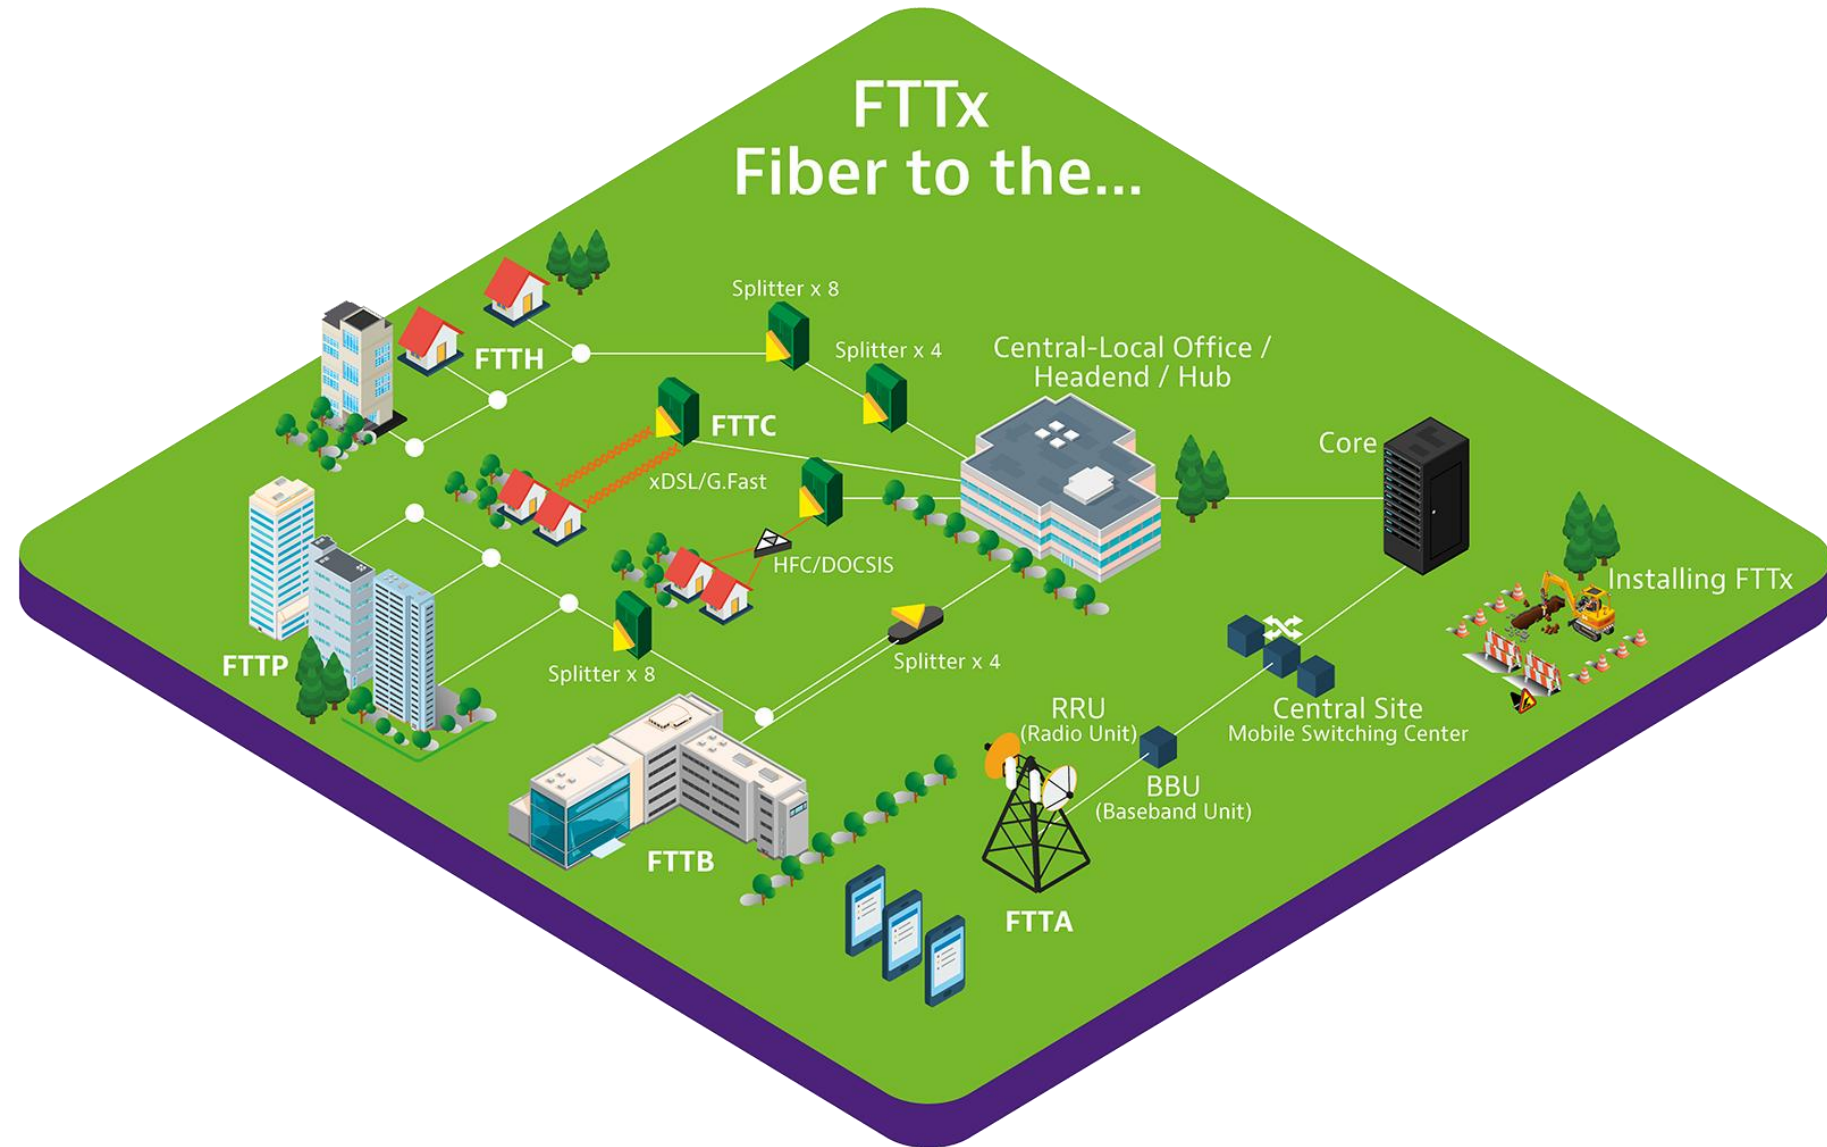 FTTx
Fiber to the...
Splitter x 8
Splitter x 4
Central-Local Office /
Headend / Hub
FTTH
FTTC
Core
xDSL/G.Fast
HFC/DOCSIS
Installing FTTx
FTTP
Splitter x 8
Splitter x 4
RRU
(Radio Unit)
Central Site
Mobile Switching Center
BBU
(Baseband Unit)
FTTB
FTTA